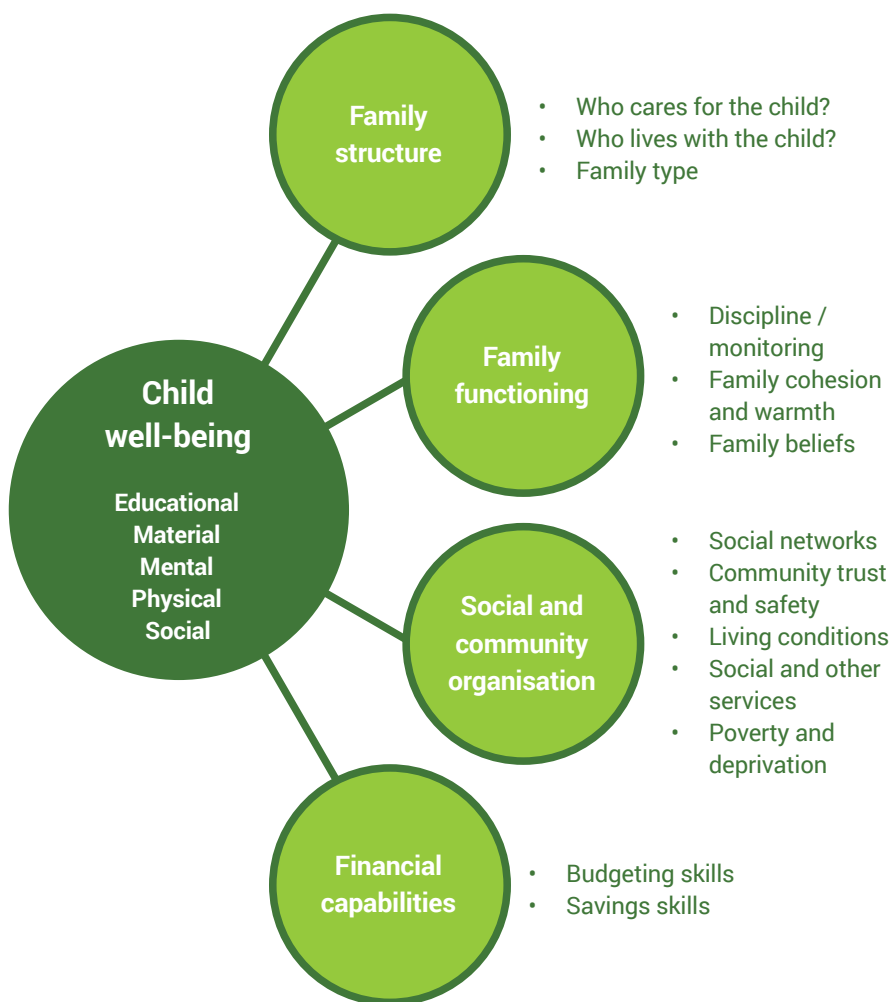 Family
structure
• Who cares for the child?
• Who lives with the child?
• Family type
Family
functioning
• Discipline /
monitoring
• Family cohesion
and warmth
• Family beliefs
Child
well-being
Educational
Material
Mental
Physical
Social
Social and
community
organisation
• Social networks
• Community trust
and safety
• Living conditions
• Social and other
services
• Poverty and
deprivation
Financial
capabilities
• Budgeting skills
• Savings skills